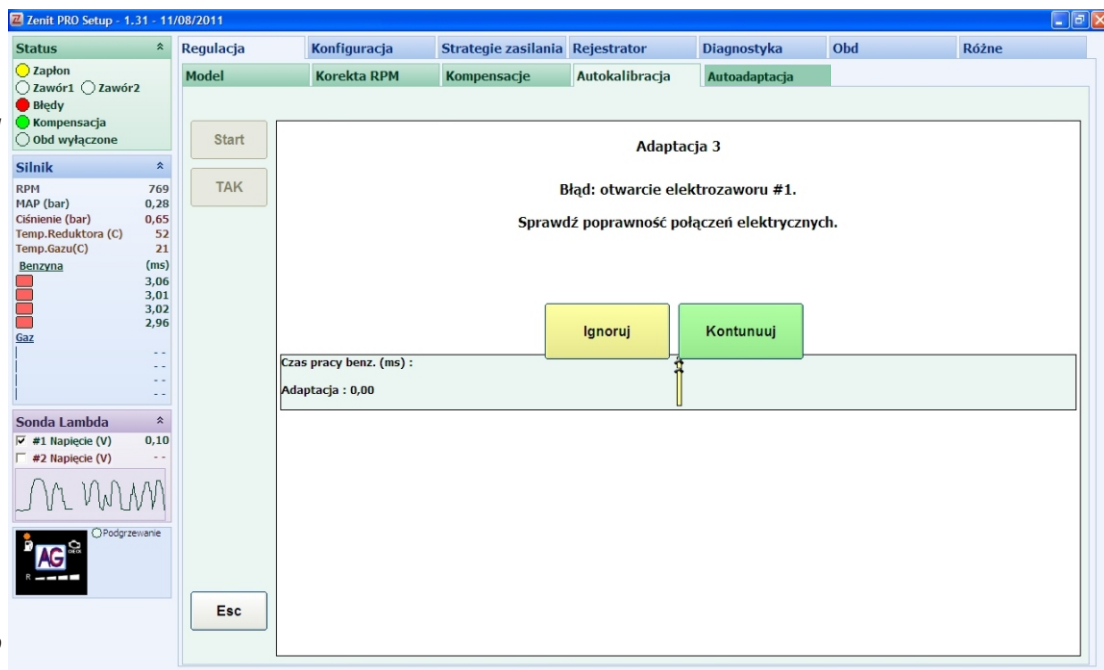 Zenit PRO Setup - 1.31 - 11/08/2011
Status
Zapłon
Zawór1 Zawór2
Błędy
Kompensacja
Obd wyłączone
Silnik
RPM 769
MAP (bar) 0,28
Ciśnienie (bar) 0,65
Temp.Reduktora (C) 52
Temp.Gazu(C) 21
Benzyna (ms)
3,06
3,01
3,02
2,96
Gaz
- -
- -
- -
- -
Sonda Lambda
#1 Napięcie (V) 0,10
#2 Napięcie (V) - -
Podgrzewanie
AG
CHECK
R
Regulacja Konfiguracja Strategie zasilania Rejestrator Diagnostyka Obd Różne
Model Korekta RPM Kompensacje Autokalibracja Autoadaptacja
Start
TAK
Esc
Adaptacja 3
Błąd: otwarcie elektrozaworu #1.
Sprawdź poprawność połączeń elektrycznych.
Ignoruj Kontunuuj
Czas pracy benz. (ms) :
Adaptacja : 0,00